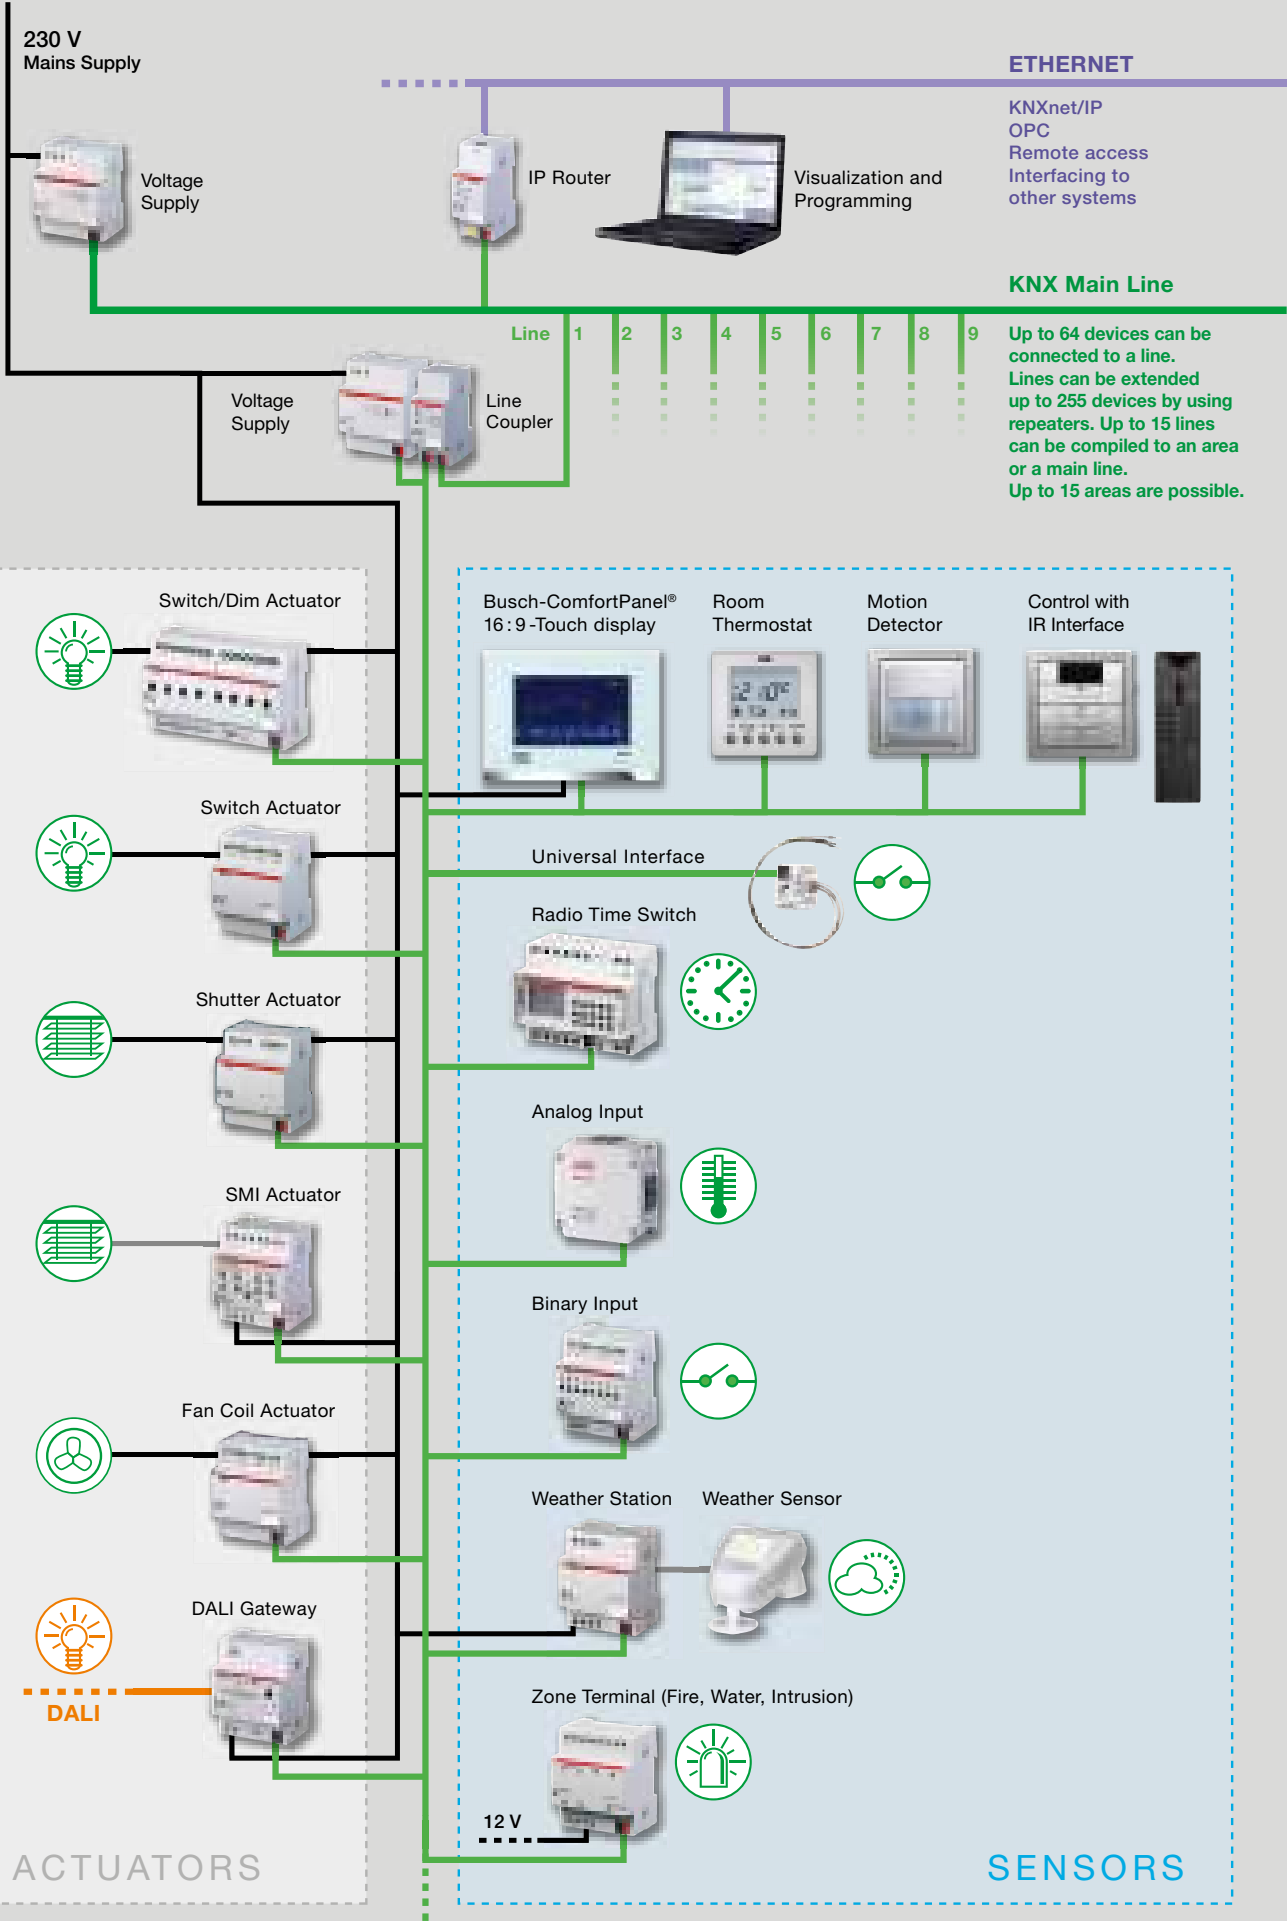 230 V
Mains Supply
ETHERNET
KNXnet/IP
OPC
Remote access
Interfacing to
other systems
Voltage
Supply
IP Router
Visualization and
Programming
KNX Main Line
Line 1 2 3 4 5 6 7 8 9
Up to 64 devices can be
connected to a line.
Lines can be extended
up to 255 devices by using
repeaters. Up to 15 lines
can be compiled to an area
or a main line.
Up to 15 areas are possible.
Voltage
Supply
Line
Coupler
Switch/Dim Actuator
Switch Actuator
Shutter Actuator
SMI Actuator
Fan Coil Actuator
DALI Gateway
DALI
ACTUATORS
Busch-ComfortPanel®
16:9-Touch display
Room
Thermostat
Motion
Detector
Control with
IR Interface
Universal Interface
Radio Time Switch
Analog Input
Binary Input
Weather Station
Weather Sensor
Zone Terminal (Fire, Water, Intrusion)
12 V
SENSORS